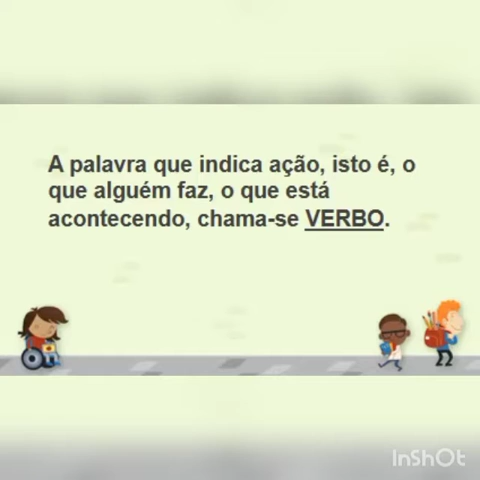 A palavra que indica ação, isto é, o
que alguém faz, o que está
acontecendo, chama-se VERBO.
InShOt